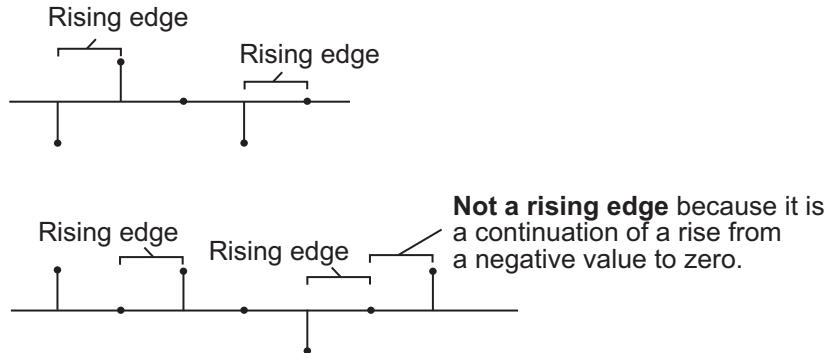 Rising edge
Rising edge
Rising edge
Rising edge
Not a rising edge because it is
a continuation of a rise from
a negative value to zero.